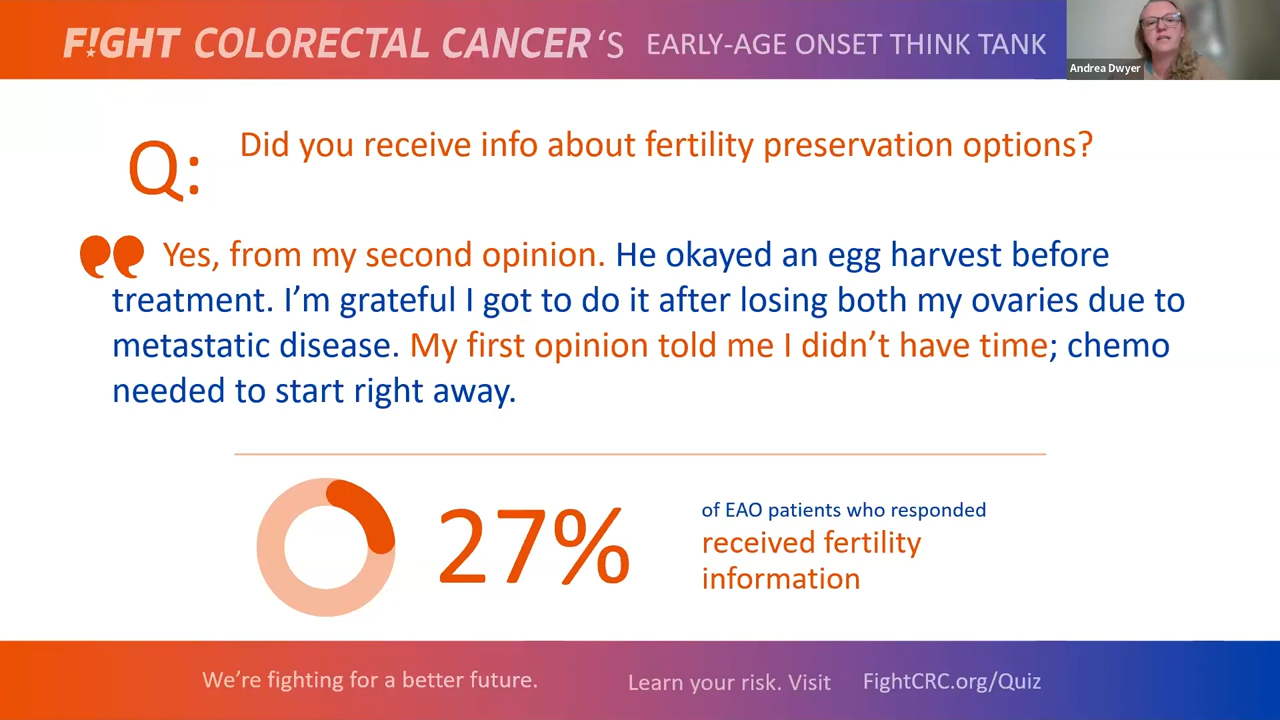 F!GHT COLORECTAL CANCER'S EARLY-AGE ONSET THINK TANK
Andrea Dwyer
Q: Did you receive info about fertility preservation options?
Yes, from my second opinion. He okayed an egg harvest before
treatment. I'm grateful I got to do it after losing both my ovaries due to
metastatic disease. My first opinion told me I didn't have time; chemo
needed to start right away.
27%
of EAO patients who responded
received fertility
information
We're fighting for a better future.
Learn your risk. Visit FightCRC.org/Quiz